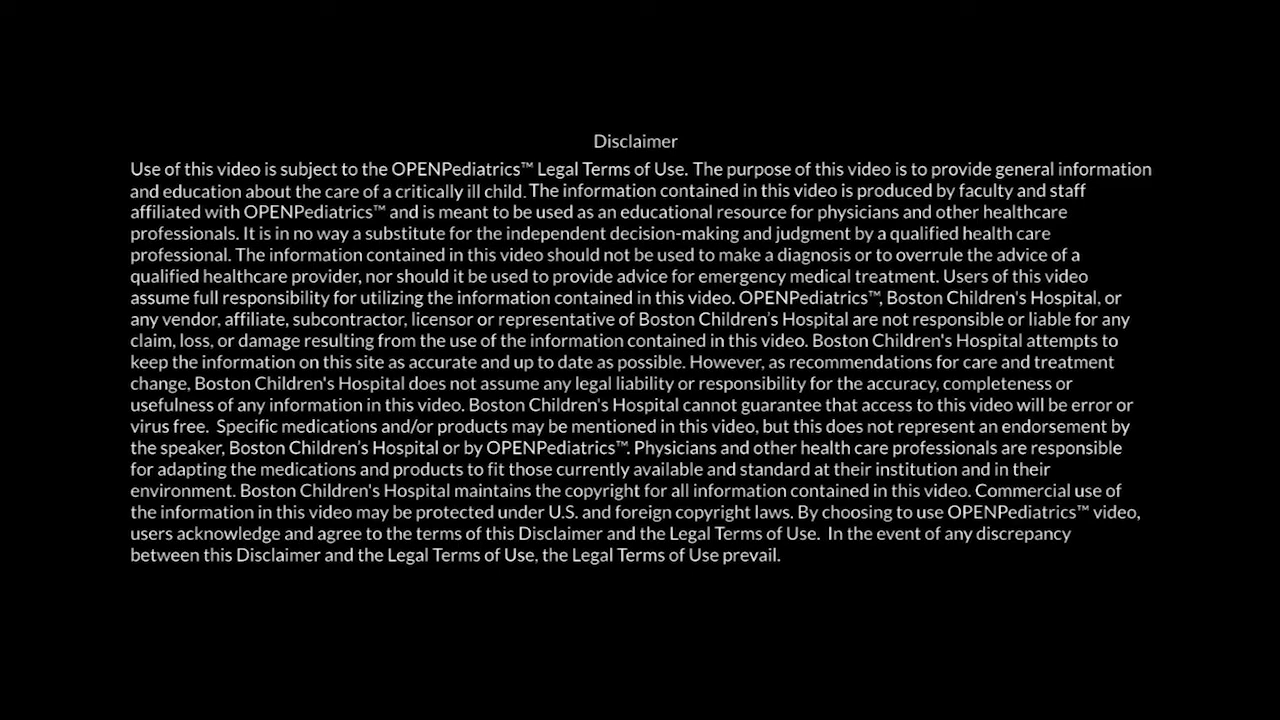 Disclaimer
Use of this video is subject to the OPENPediatrics™ Legal Terms of Use. The purpose of this video is to provide general information
and education about the care of a critically ill child. The information contained in this video is produced by faculty and staff
affiliated with OPENPediatrics™ and is meant to be used as an educational resource for physicians and other healthcare
professionals. It is in no way a substitute for the independent decision-making and judgment by a qualified health care
professional. The information contained in this video should not be used to make a diagnosis or to overrule the advice of a
qualified healthcare provider, nor should it be used to provide advice for emergency medical treatment. Users of this video
assume full responsibility for utilizing the information contained in this video. OPENPediatrics™, Boston Children's Hospital, or
any vendor, affiliate, subcontractor, licensor or representative of Boston Children’s Hospital are not responsible or liable for any
claim, loss, or damage resulting from the use of the information contained in this video. Boston Children's Hospital attempts to
keep the information on this site as accurate and up to date as possible. However, as recommendations for care and treatment
change, Boston Children's Hospital does not assume any legal liability or responsibility for the accuracy, completeness or
usefulness of any information in this video. Boston Children's Hospital cannot guarantee that access to this video will be error or
virus free.  Specific medications and/or products may be mentioned in this video, but this does not represent an endorsement by
the speaker, Boston Children’s Hospital or by OPENPediatrics™. Physicians and other health care professionals are responsible
for adapting the medications and products to fit those currently available and standard at their institution and in their
environment. Boston Children's Hospital maintains the copyright for all information contained in this video. Commercial use of
the information in this video may be protected under U.S. and foreign copyright laws. By choosing to use OPENPediatrics™ video,
users acknowledge and agree to the terms of this Disclaimer and the Legal Terms of Use.  In the event of any discrepancy
between this Disclaimer and the Legal Terms of Use, the Legal Terms of Use prevail.